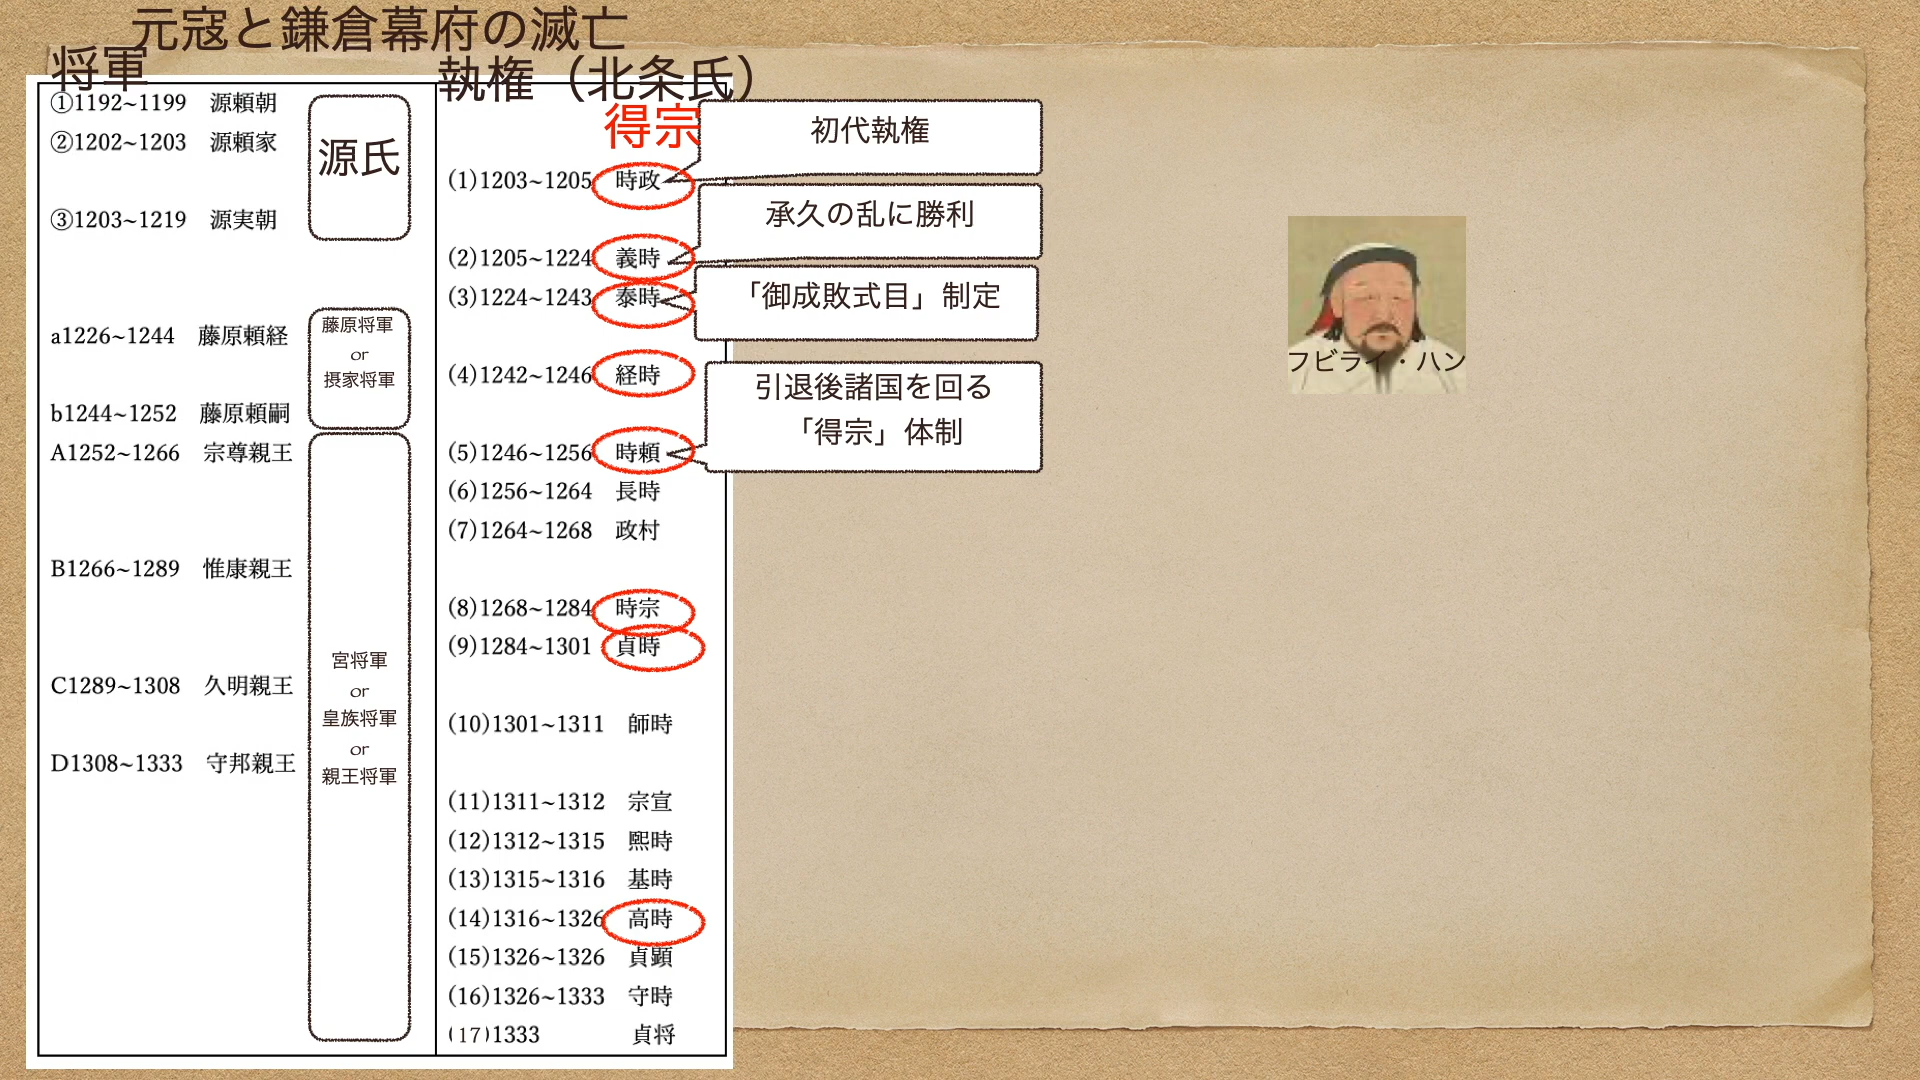 元寇と鎌倉幕府の滅亡
将軍
①1192~1199 源頼朝
②1202~1203 源頼家
③1203~1219 源実朝
a1226~1244 藤原頼経
b1244~1252 藤原頼嗣
A1252~1266 宗尊親王
B1266~1289 惟康親王
C1289~1308 久明親王
D1308~1333 守邦親王
源氏
藤原将軍
or
摂家将軍
宮将軍
or
皇族将軍
or
親王将軍
執権（北条氏）
得宗
(1)1203~1205 時政
(2)1205~1224 義時
(3)1224~1243 泰時
(4)1242~1246 経時
(5)1246~1256 時頼
(6)1256~1264 長時
(7)1264~1268 政村
(8)1268~1284 時宗
(9)1284~1301 貞時
(10)1301~1311 師時
(11)1311~1312 宗宣
(12)1312~1315 熙時
(13)1315~1316 基時
(14)1316~1326 高時
(15)1326~1326 貞顕
(16)1326~1333 守時
(17)1333 貞将
初代執権
承久の乱に勝利
「御成敗式目」制定
引退後諸国を回る
「得宗」体制
フビライ・ハン